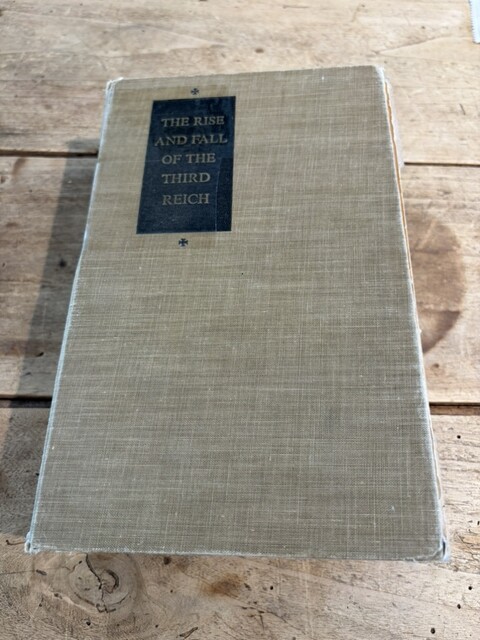 THE RISE
AND FALL
OF THE
THIRD
REICH